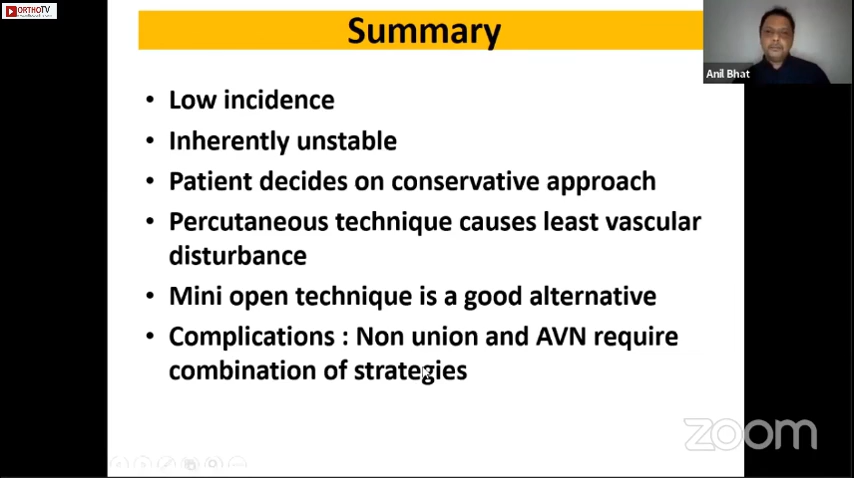 ORTHOTV
Summary
Anil Bhat
• Low incidence
• Inherently unstable
• Patient decides on conservative approach
• Percutaneous technique causes least vascular
disturbance
• Mini open technique is a good alternative
• Complications : Non union and AVN require
combination of strategies
zoom